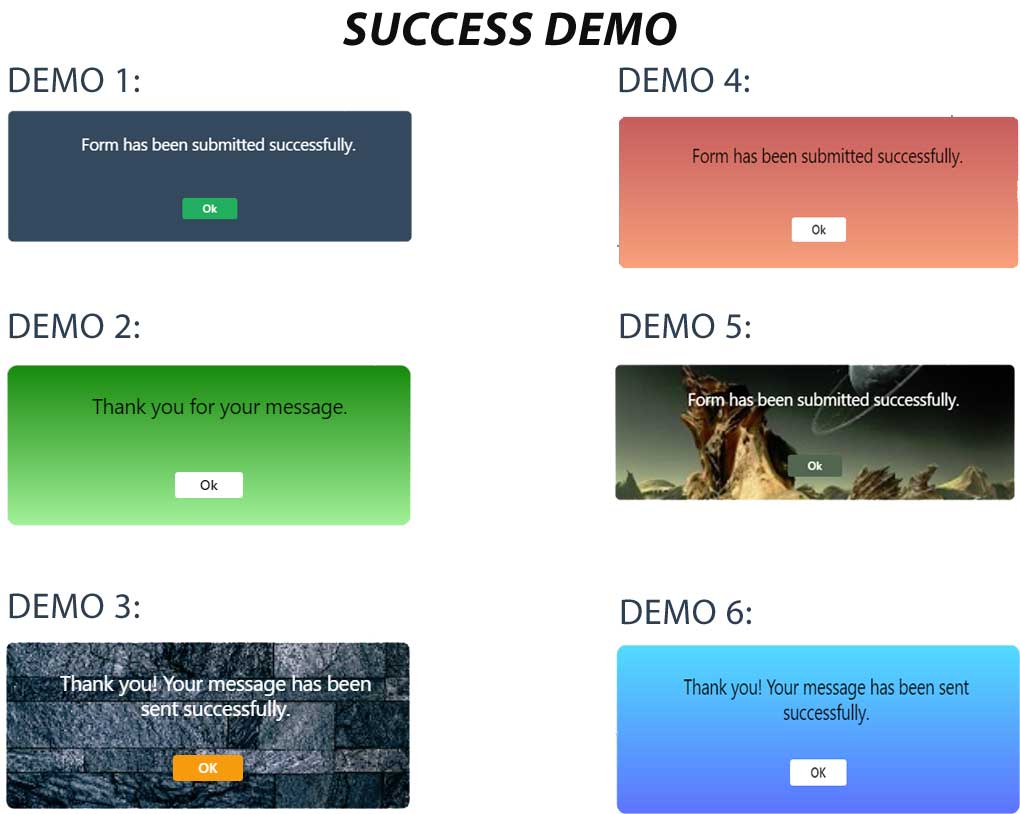 SUCCESS DEMO
DEMO 1:
Form has been submitted successfully.
Ok
DEMO 2:
Thank you for your message.
Ok
DEMO 3:
Thank you! Your message has been
sent successfully.
OK
DEMO 4:
Form has been submitted successfully.
Ok
DEMO 5:
Form has been submitted successfully.
Ok
DEMO 6:
Thank you! Your message has been sent
successfully.
OK